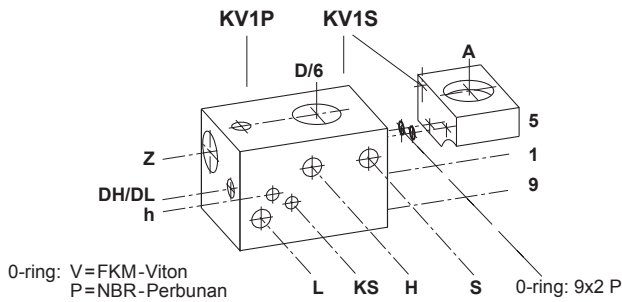 KV1P KV1S
D/6 A
5
Z 1
DH/DL 9
h
0-ring: V=FKM-Viton
P=NBR-Perbunan
L KS H S 0-ring: 9x2 P